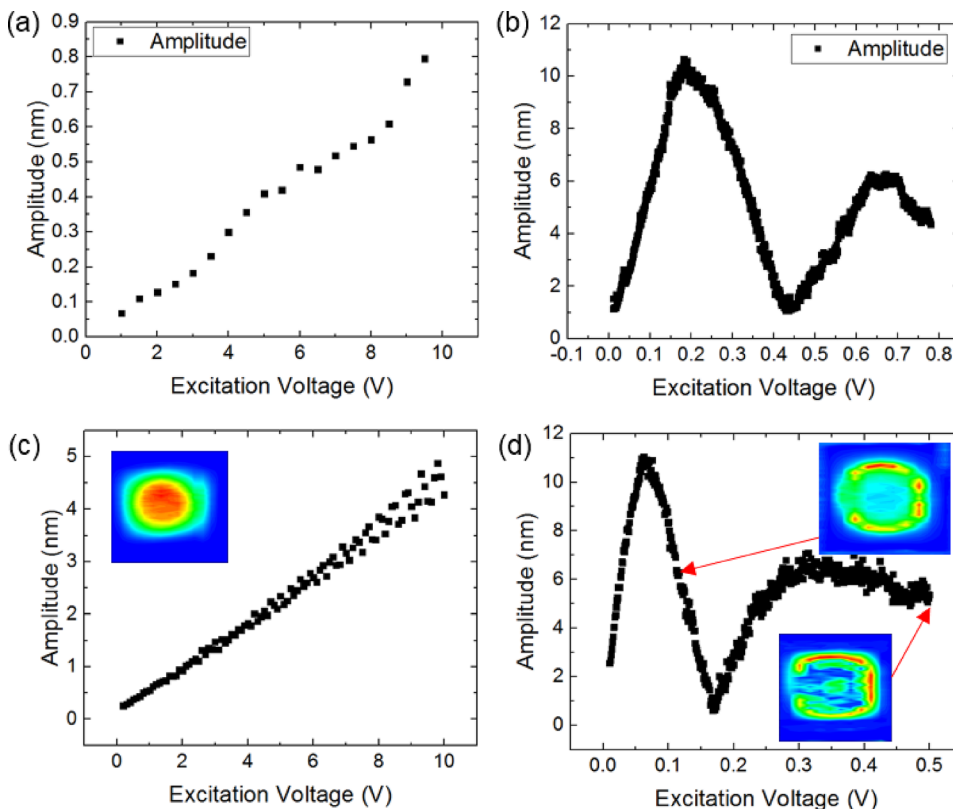 (a)
Amplitude
Amplitude (nm)
0.9
0.8
0.7
0.6
0.5
0.4
0.3
0.2
0.1
0.0
0 2 4 6 8 10
Excitation Voltage (V)
(b)
Amplitude
Amplitude (nm)
12
10
8
6
4
2
0
-0.1 0.0 0.1 0.2 0.3 0.4 0.5 0.6 0.7 0.8
Excitation Voltage (V)
(c)
Amplitude (nm)
5
4
3
2
1
0
0 2 4 6 8 10
Excitation Voltage (V)
(d)
Amplitude (nm)
12
10
8
6
4
2
0
0.0 0.1 0.2 0.3 0.4 0.5
Excitation Voltage (V)